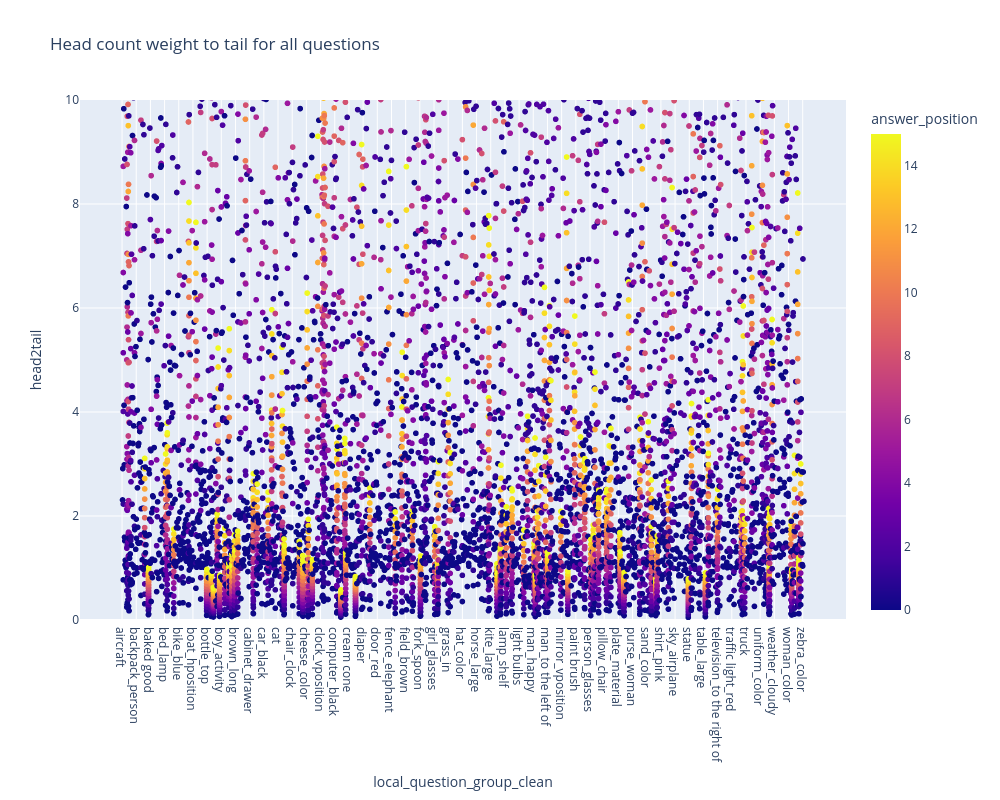 Head count weight to tail for all questions
answer_position
10
8
6
4
2
0
head2tail
14
12
10
8
6
4
2
0
aircraft
backpack_person
baked good
bed_lamp
bike_blue
boat_hposition
bottle_top
boy_activity
brown_long
cabinet_drawer
car_black
cat
chair_clock
cheese_color
clock_vposition
computer_black
cream cone
diaper
door_red
fence_elephant
field_brown
fork_spoon
girl_glasses
grass_in
hat_color
horse_large
kite_large
lamp_shelf
light bulbs
man_happy
man_to the left of
mirror_vposition
paint brush
person_glasses
pillow_chair
plate_material
purse_woman
sand_color
shirt_pink
sky_airplane
statue
table_large
television_to the right of
traffic light_red
truck
uniform_color
weather_cloudy
woman_color
zebra_color
local_question_group_clean